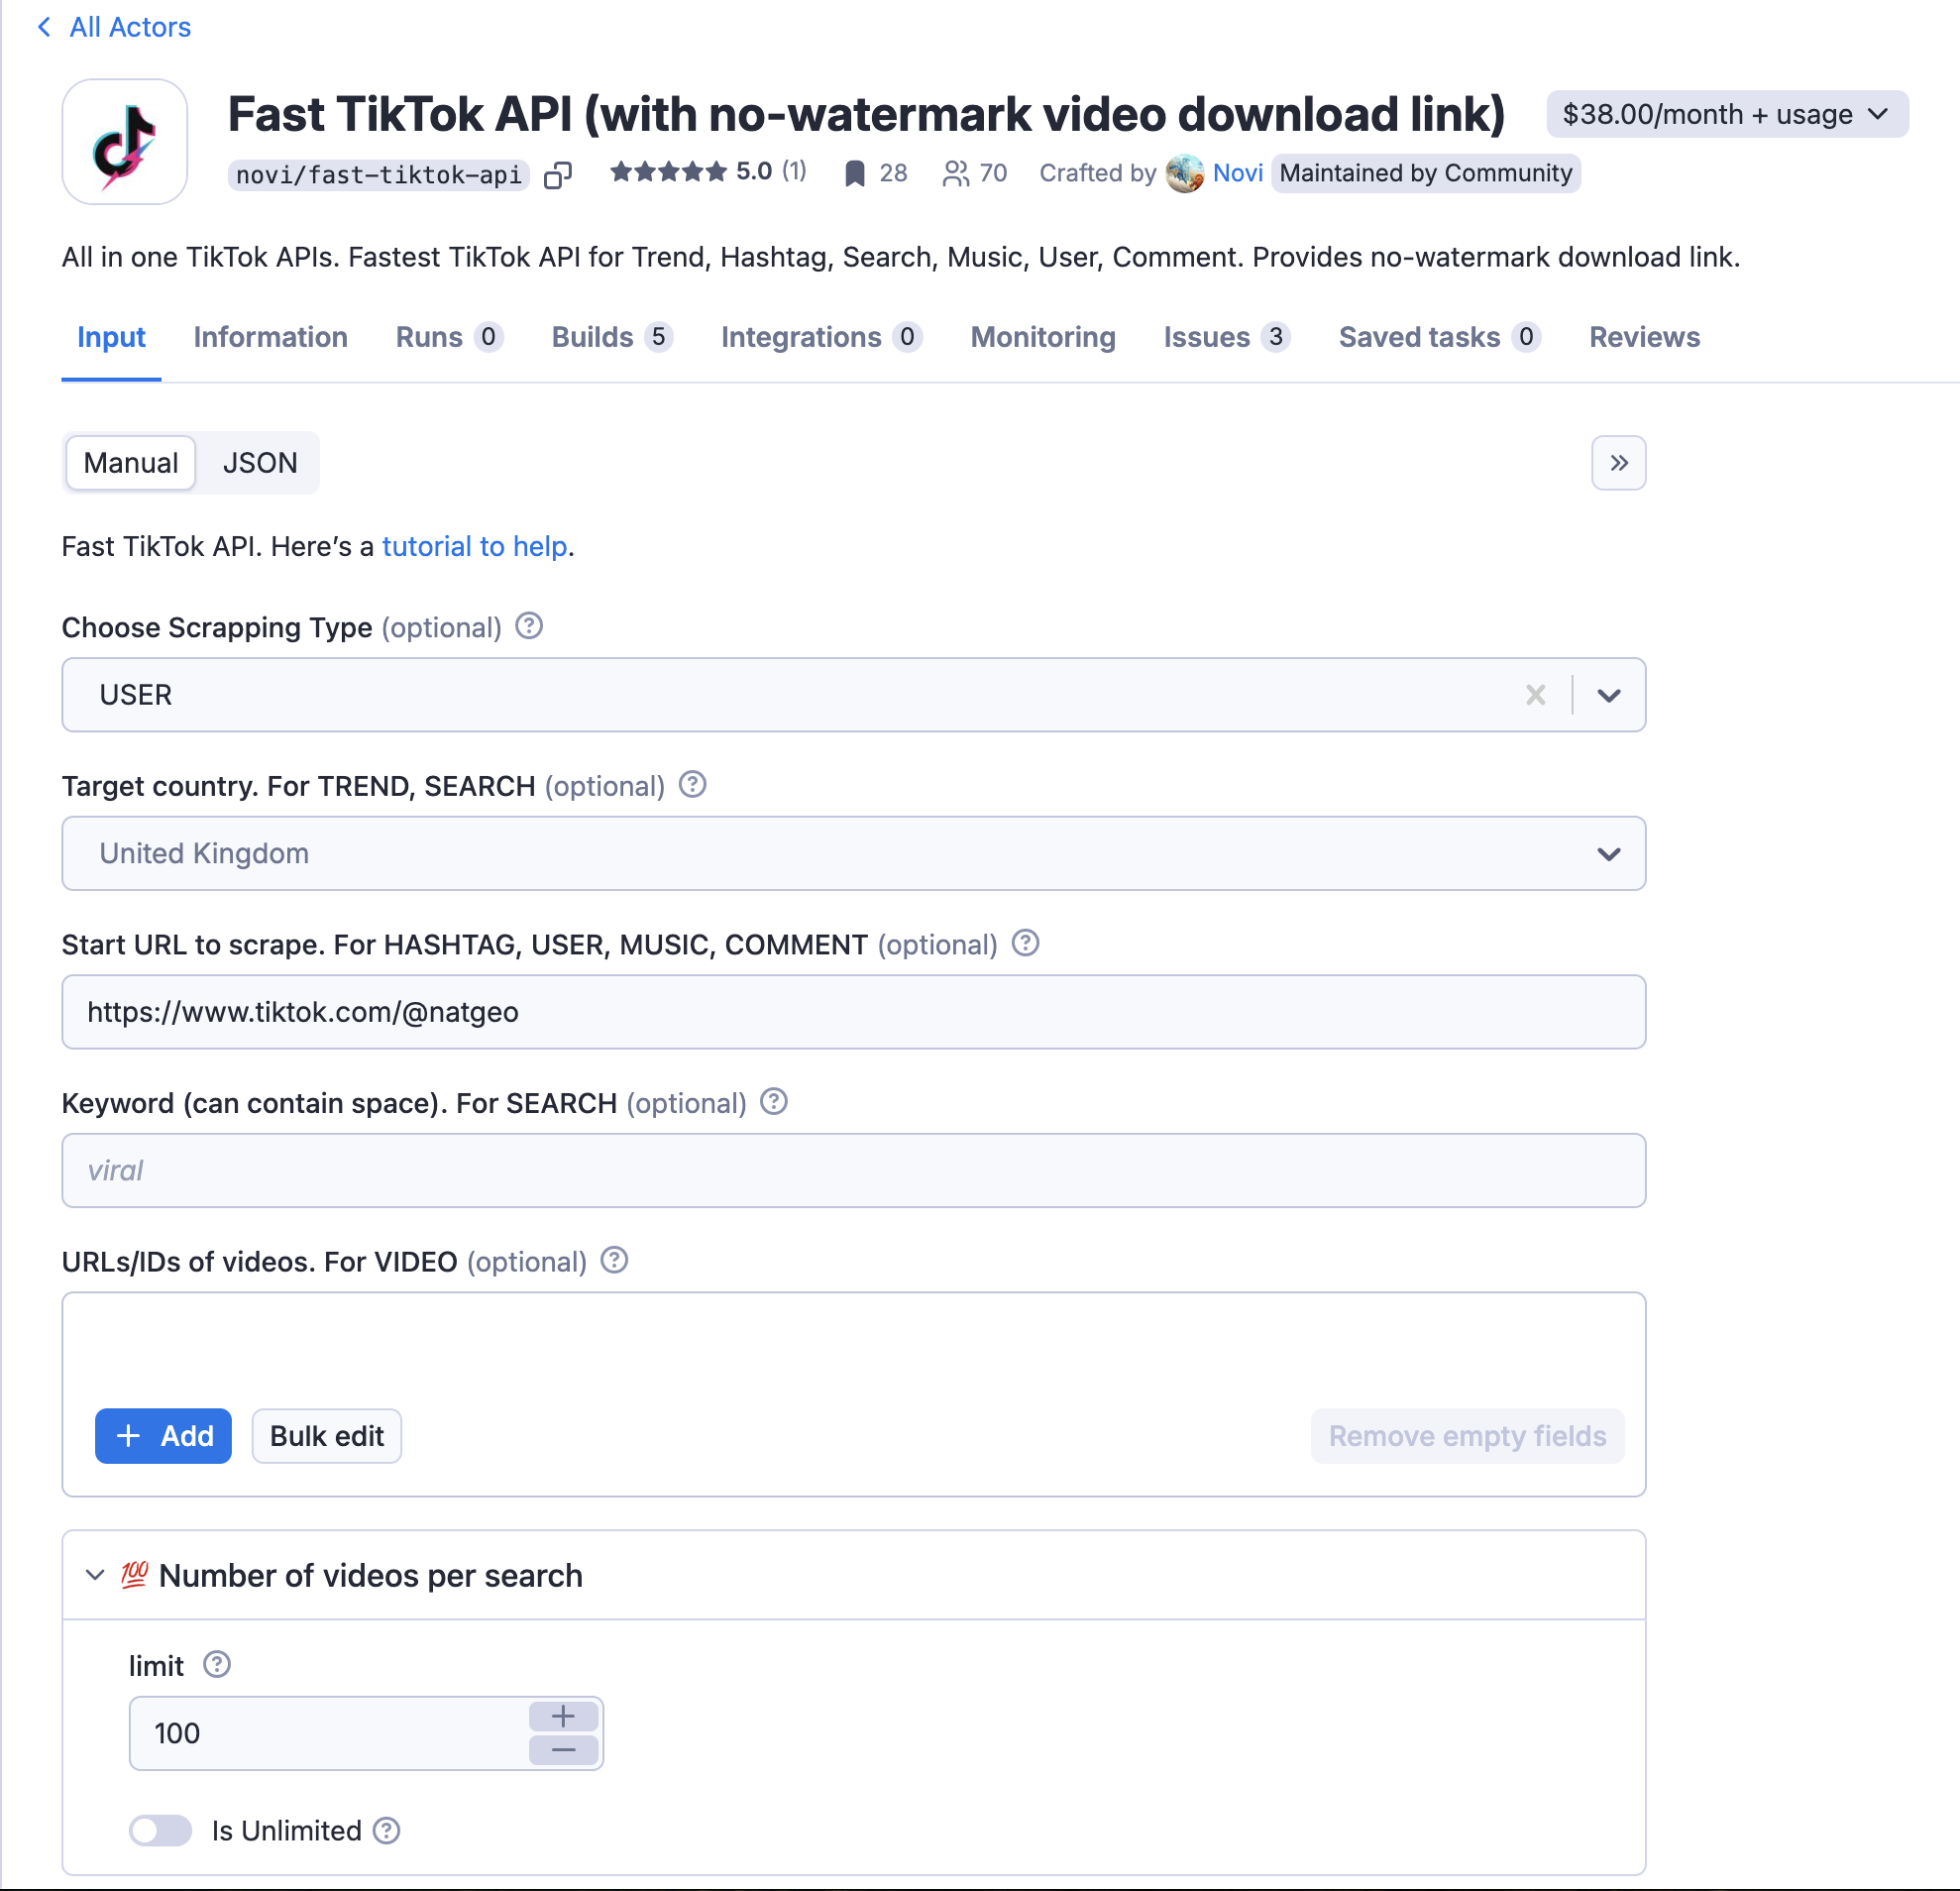 All Actors
Fast TikTok API (with no-watermark video download link)
$38.00/month + usage
novi/fast-tiktok-api 5.0 (1) 28 70 Crafted by Novi Maintained by Community
All in one TikTok APIs. Fastest TikTok API for Trend, Hashtag, Search, Music, User, Comment. Provides no-watermark download link.
Input Information Runs 0 Builds 5 Integrations 0 Monitoring Issues 3 Saved tasks 0 Reviews
Manual JSON
Fast TikTok API. Here’s a tutorial to help.
Choose Scrapping Type (optional)
USER
Target country. For TREND, SEARCH (optional)
United Kingdom
Start URL to scrape. For HASHTAG, USER, MUSIC, COMMENT (optional)
https://www.tiktok.com/@natgeo
Keyword (can contain space). For SEARCH (optional)
viral
URLs/IDs of videos. For VIDEO (optional)
+ Add Bulk edit Remove empty fields
💯 Number of videos per search
limit
100
Is Unlimited